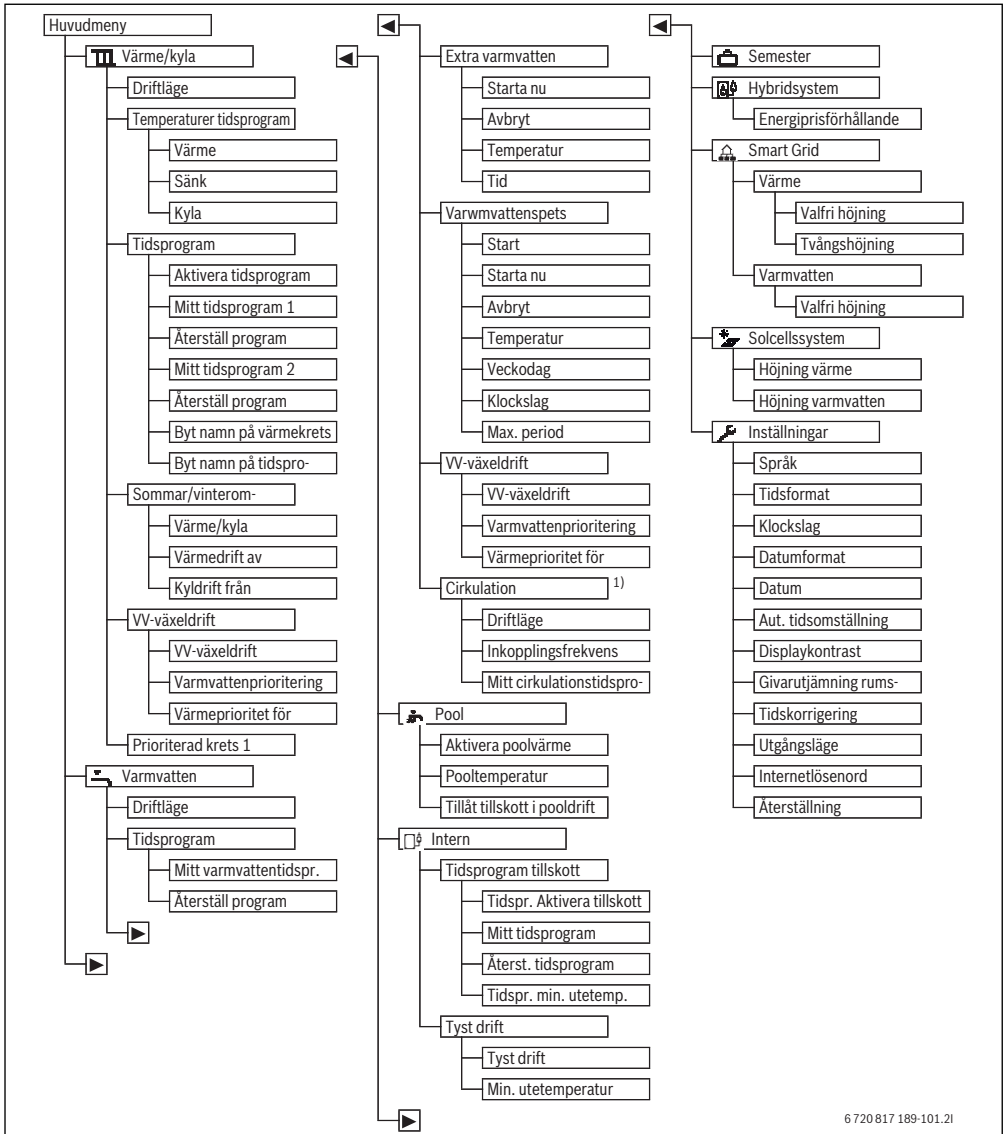 Huvudmeny
Värme/kyla
Driftläge
Temperaturer tidsprogram
Värme
Sänk
Kyla
Tidsprogram
Aktivera tidsprogram
Mitt tidsprogram 1
Återställ program
Mitt tidsprogram 2
Återställ program
Byt namn på värmekrets
Byt namn på tidspro-
Sommar/vinterom-
Värme/kyla
Värmedrift av
Kyldrift från
VV-växeldrift
VV-växeldrift
Varmvattenprioritering
Värmeprioritet för
Prioriterad krets 1
Varmvatten
Driftläge
Tidsprogram
Mitt varmvattentidspr.
Återställ program
Extra varmvatten
Starta nu
Avbryt
Temperatur
Tid
Varwmvattenspets
Start
Starta nu
Avbryt
Temperatur
Veckodag
Klockslag
Max. period
VV-växeldrift
VV-växeldrift
Varmvattenprioritering
Värmeprioritet för
Cirkulation 1)
Driftläge
Inkopplingsfrekvens
Mitt cirkulationstidspro-
Pool
Aktivera poolvärme
Pooltemperatur
Tillåt tillskott i pooldrift
Intern
Tidsprogram tillskott
Tidspr. Aktivera tillskott
Mitt tidsprogram
Återst. tidsprogram
Tidspr. min. utetemp.
Tyst drift
Tyst drift
Min. utetemperatur
Semester
Hybridsystem
Energiprisförhållande
Smart Grid
Värme
Valfri höjning
Tvångshöjning
Varmvatten
Valfri höjning
Solcellssystem
Höjning värme
Höjning varmvatten
Inställningar
Språk
Tidsformat
Klockslag
Datumformat
Datum
Aut. tidsomställning
Displaykontrast
Givarutjämning rums-
Tidskorrigering
Utgångsläge
Internetlösenord
Återställning
6 720 817 189-101.2I